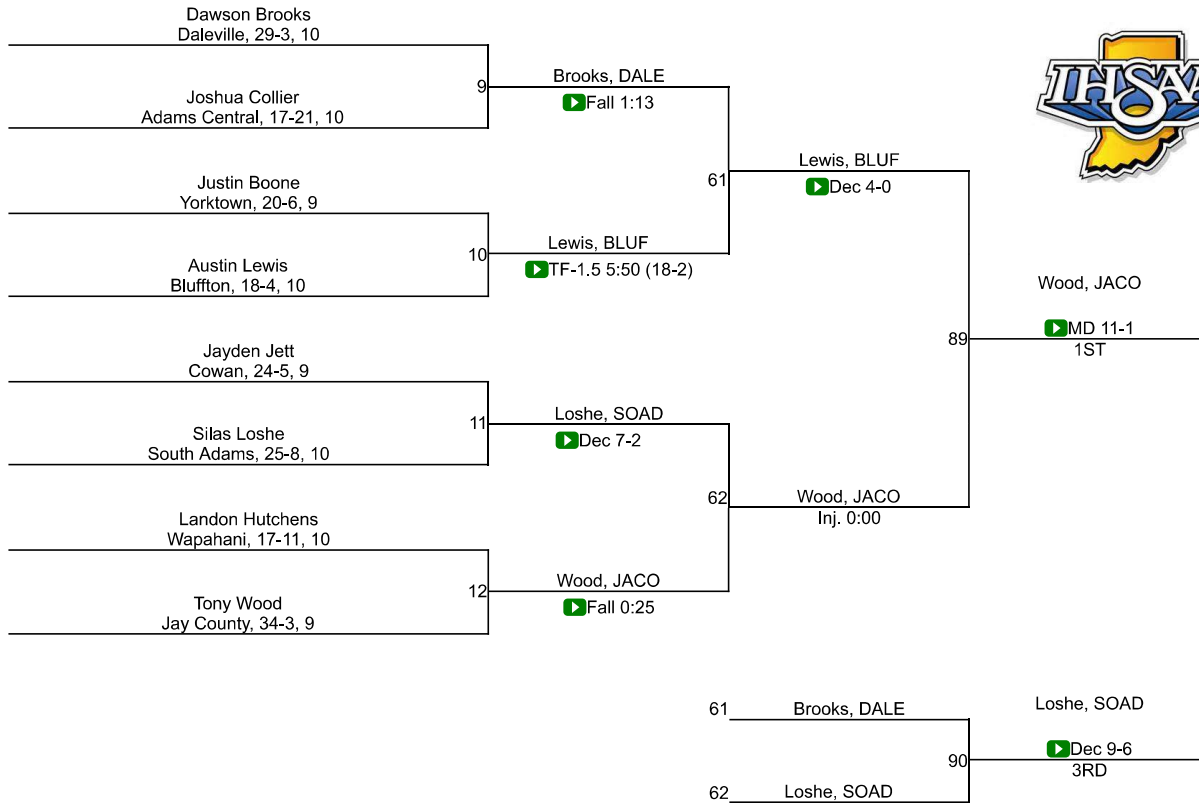 Dawson Brooks
Daleville, 29-3, 10
Joshua Collier
Adams Central, 17-21, 10
9
Brooks, DALE
Fall 1:13
Justin Boone
Yorktown, 20-6, 9
Austin Lewis
Bluffton, 18-4, 10
10
Lewis, BLUF
TF-1.5 5:50 (18-2)
61
Lewis, BLUF
Dec 4-0
Jayden Jett
Cowan, 24-5, 9
Silas Loshe
South Adams, 25-8, 10
11
Loshe, SOAD
Dec 7-2
Landon Hutchens
Wapahani, 17-11, 10
Tony Wood
Jay County, 34-3, 9
12
Wood, JACO
Fall 0:25
62
Wood, JACO
Inj. 0:00
89
Wood, JACO
MD 11-1
1ST
IHSAA
61
Brooks, DALE
62
Loshe, SOAD
90
Loshe, SOAD
Dec 9-6
3RD